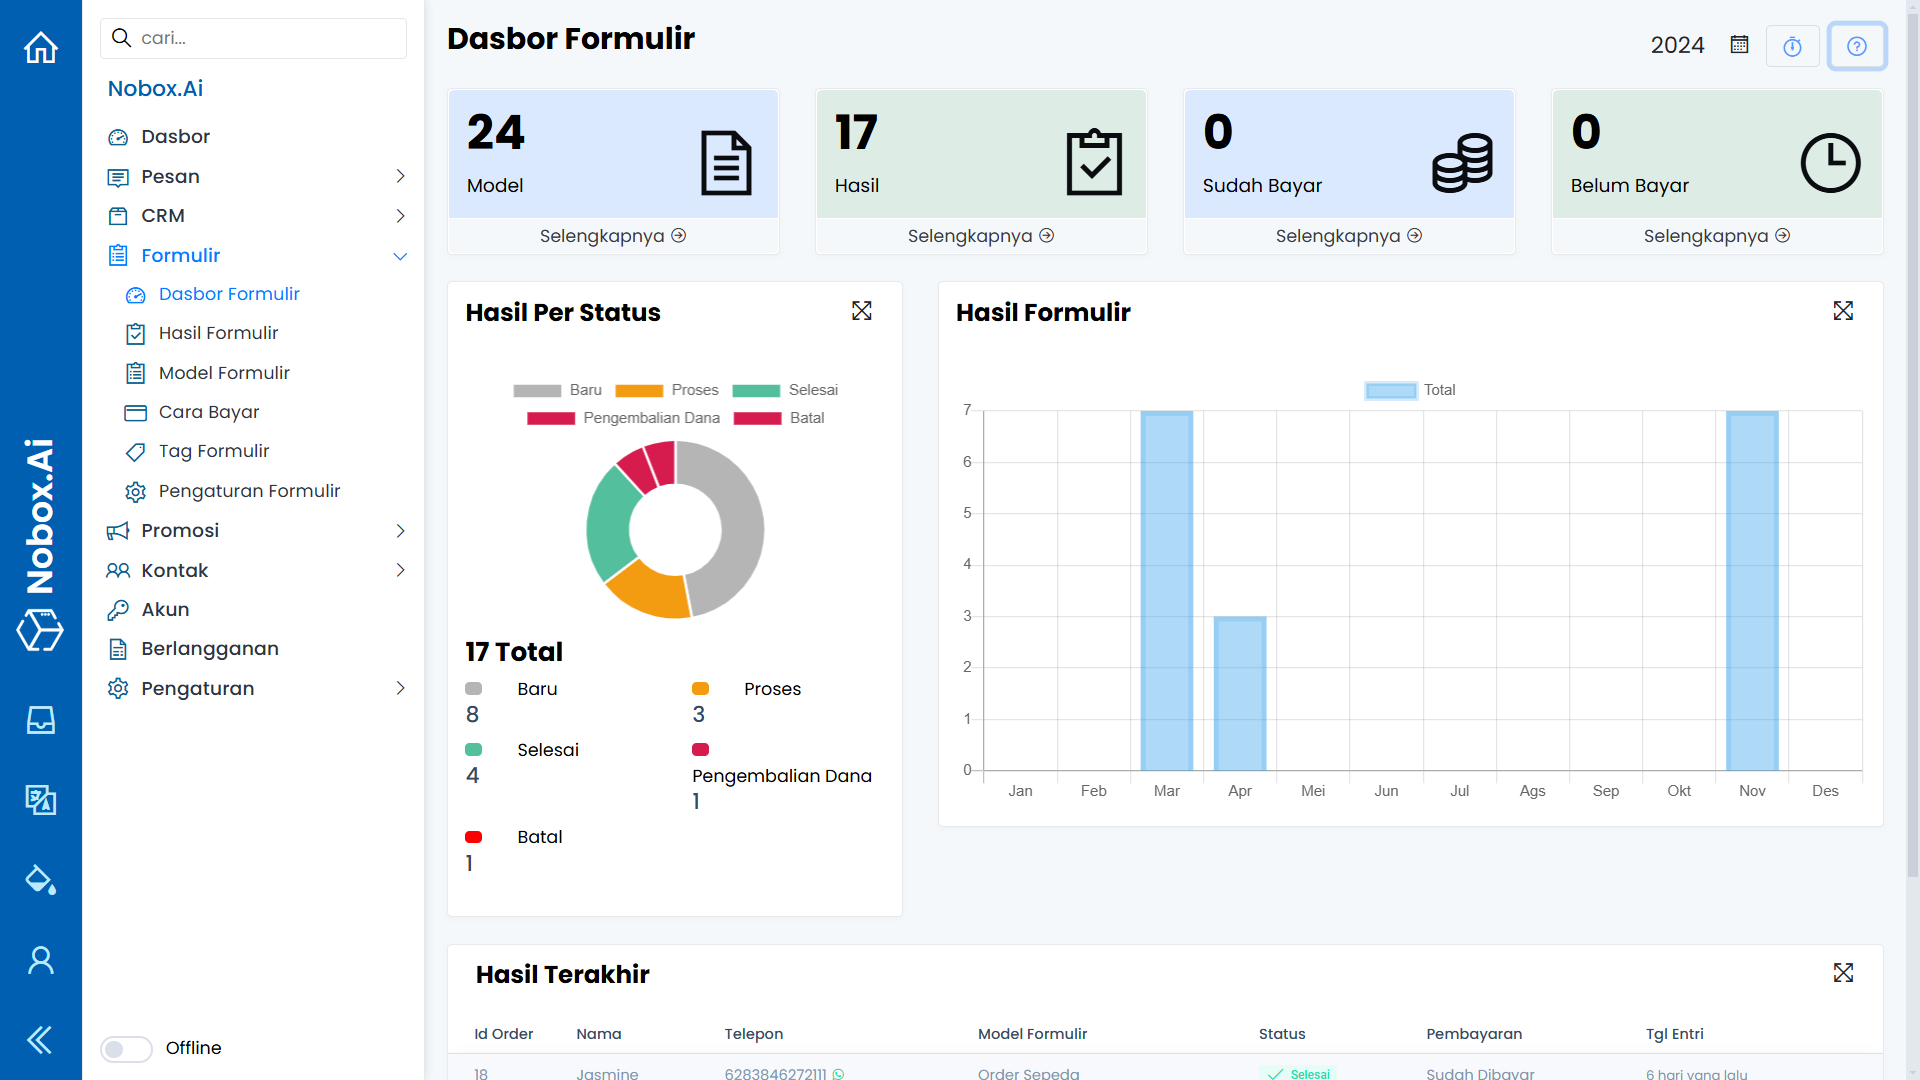 Nobox.Ai
cari...
Nobox.Ai
Dasbor
Pesan
CRM
Formulir
Dasbor Formulir
Hasil Formulir
Model Formulir
Cara Bayar
Tag Formulir
Pengaturan Formulir
Promosi
Kontak
Akun
Berlangganan
Pengaturan
Offline
Dasbor Formulir
2024
24
Model
Selengkapnya
17
Hasil
Selengkapnya
0
Sudah Bayar
Selengkapnya
0
Belum Bayar
Selengkapnya
Hasil Per Status
Baru Proses Selesai
Pengembalian Dana Batal
17 Total
Baru
8
Proses
3
Selesai
4
Pengembalian Dana
1
Batal
1
Hasil Formulir
Total
7
6
5
4
3
2
1
0
Jan Feb Mar Apr Mei Jun Jul Ags Sep Okt Nov Des
Hasil Terakhir
Id Order Nama Telepon Model Formulir Status Pembayaran Tgl Entri
18 Jasmine 6283846272111 Order Sepeda Selesai Sudah Dibayar 6 hari yang lalu